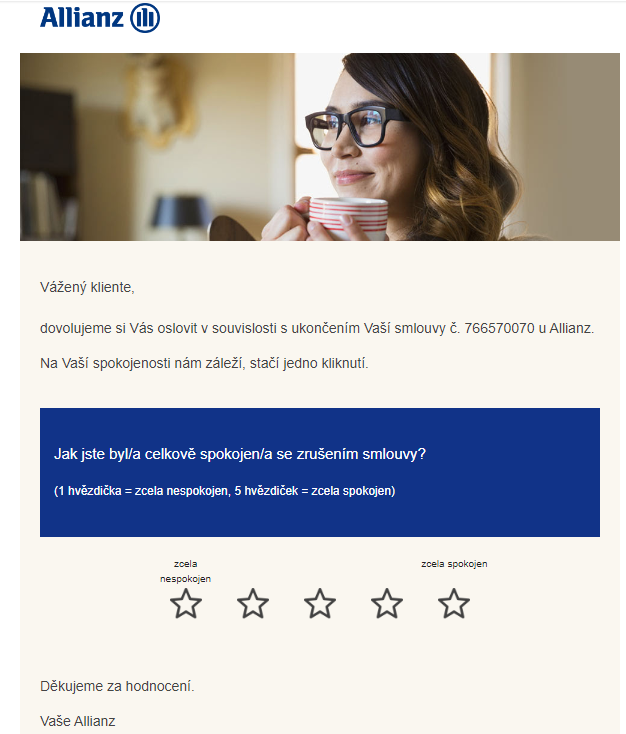 Allianz
Vážený kliente,
dovolujeme si Vás oslovit v souvislosti s ukončením Vaší smlouvy č. 766570070 u Allianz.
Na Vaší spokojenosti nám záleží, stačí jedno kliknutí.
Jak jste byl/a celkově spokojen/a se zrušením smlouvy?
(1 hvězdička = zcela nespokojen, 5 hvězdiček = zcela spokojen)
zcela
nespokojen
zcela spokojen
Děkujeme za hodnocení.
Vaše Allianz